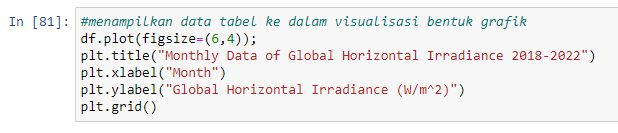 In [81]: #menampilkan data tabel ke dalam visualisasi bentuk grafik
df.plot(figsize=(6,4));
plt.title("Monthly Data of Global Horizontal Irradiance 2018-2022")
plt.xlabel("Month")
plt.ylabel("Global Horizontal Irradiance (W/m^2)")
plt.grid()